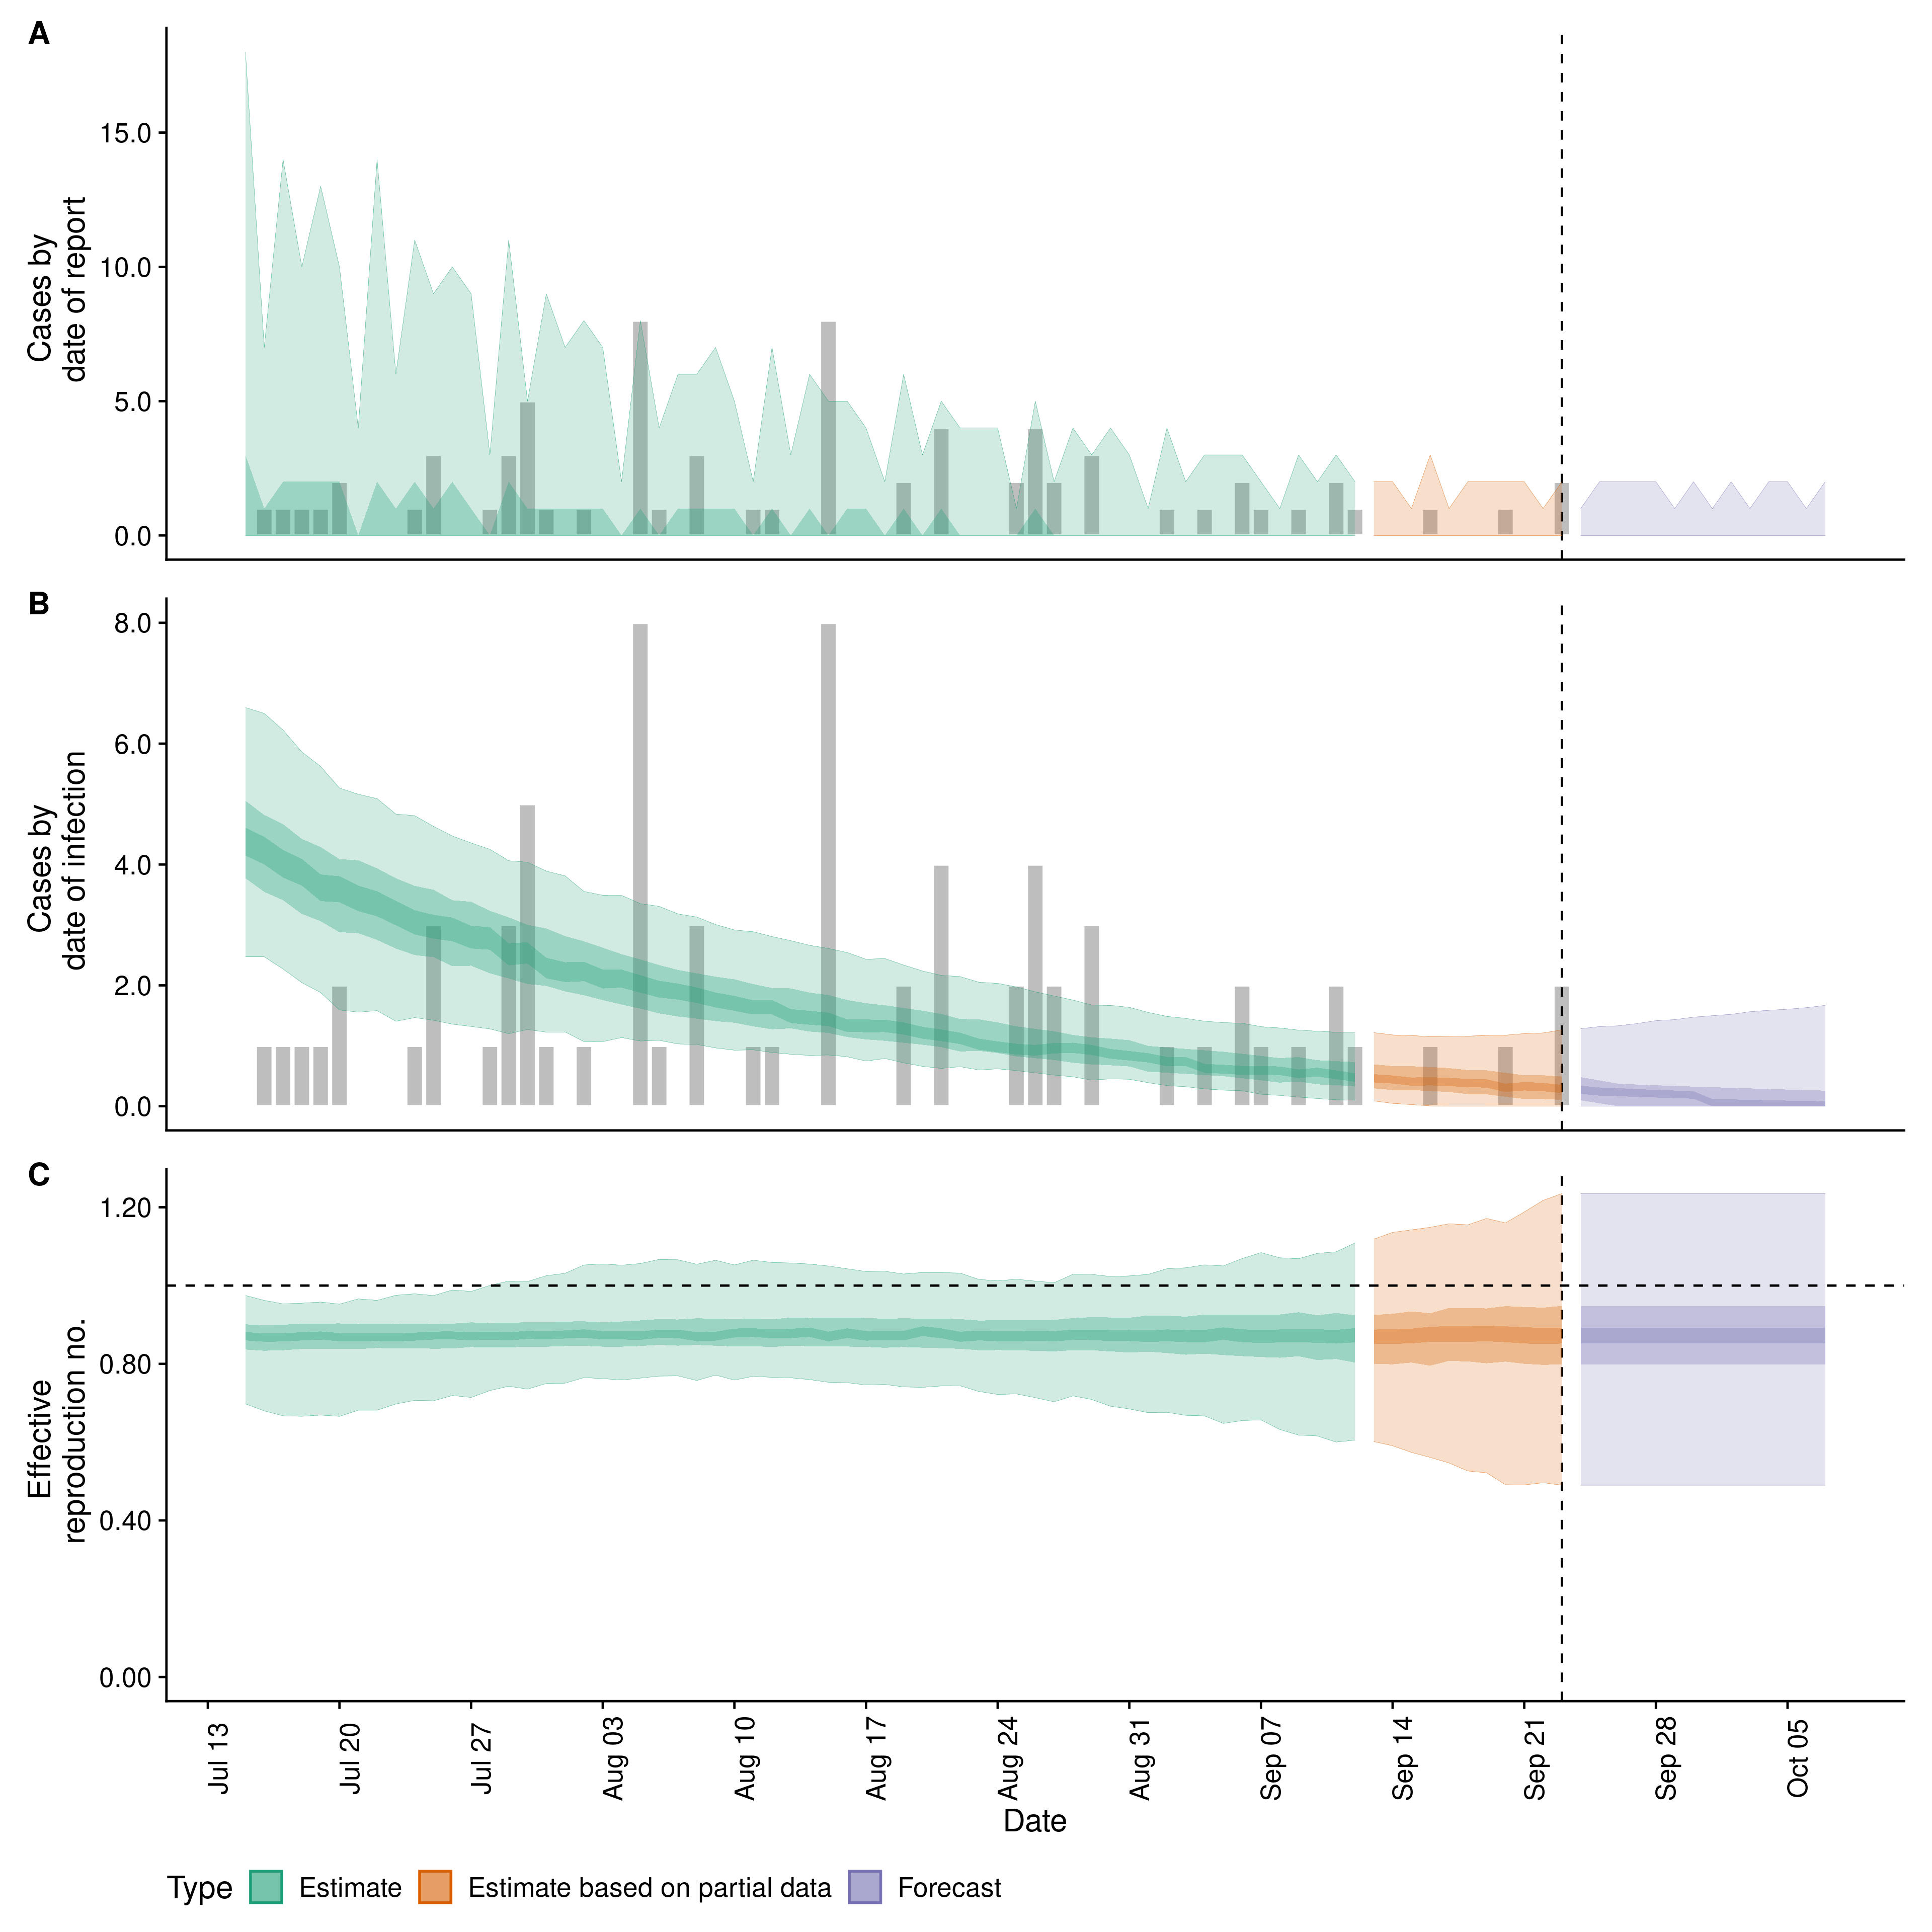 A
Cases by
date of report
15.0
10.0
5.0
0.0
B
Cases by
date of infection
8.0
6.0
4.0
2.0
0.0
C
Effective
reproduction no.
1.20
0.80
0.40
0.00
Jul 13
Jul 20
Jul 27
Aug 03
Aug 10
Aug 17
Aug 24
Aug 31
Sep 07
Sep 14
Sep 21
Sep 28
Oct 05
Date
Type Estimate Estimate based on partial data Forecast